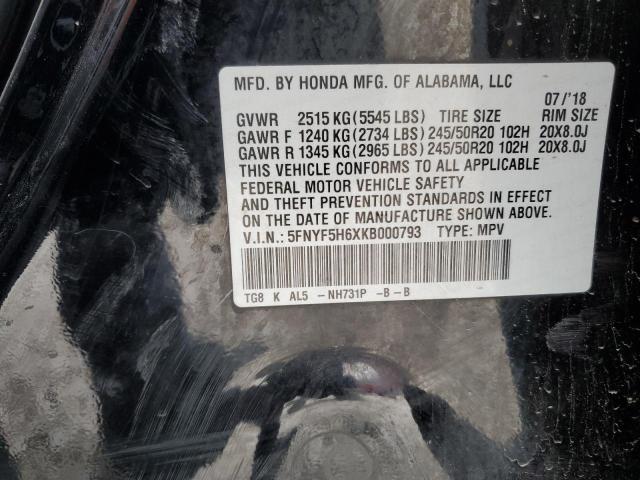 MFD. BY HONDA MFG. OF ALABAMA, LLC
07 /'18
GVWR 2515 KG (5545 LBS) TIRE SIZE RIM SIZE
GAWR F 1240 KG (2734 LBS) 245/50R20 102H 20X8.0J
GAWR R 1345 KG (2965 LBS) 245/50R20 102H 20X8.0J
THIS VEHICLE CONFORMS TO ALL APPLICABLE
FEDERAL MOTOR VEHICLE SAFETY
AND THEFT PREVENTION STANDARDS IN EFFECT
ON THE DATE OF MANUFACTURE SHOWN ABOVE.
V.I.N.: 5FNYF5H6XKB000793 TYPE: MPV
TG8 K AL5 -NH731P -B -B